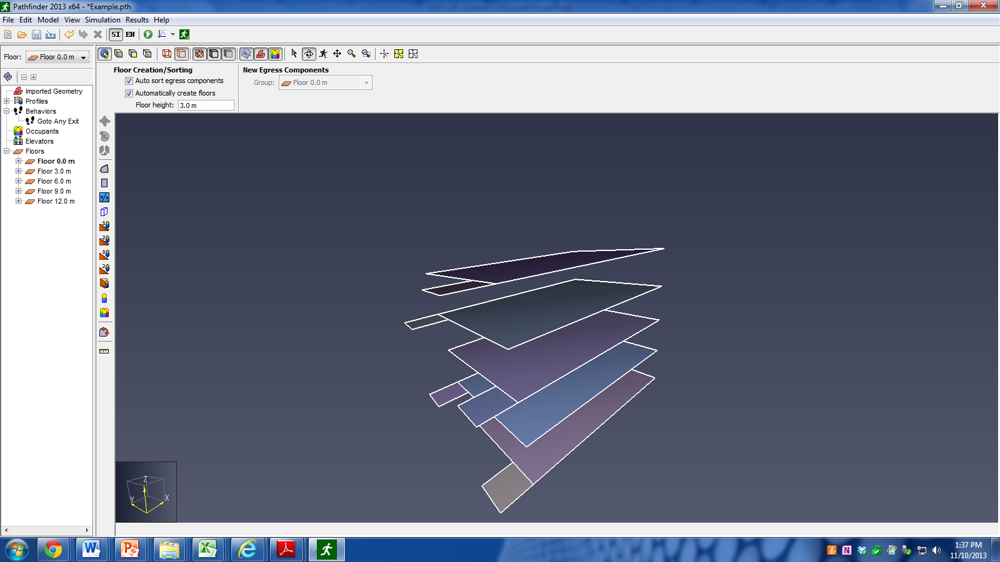 Pathfinder 2013 x64 - *Example.pth
File Edit Model View Simulation Results Help
SI EN
Floor: Floor 0.0 m
Floor Creation/Sorting
Auto sort egress components
Automatically create floors
Floor height: 3.0 m
New Egress Components
Group: Floor 0.0 m
Imported Geometry
Profiles
Behaviors
Goto Any Exit
Occupants
Elevators
Floors
Floor 0.0 m
Floor 3.0 m
Floor 6.0 m
Floor 9.0 m
Floor 12.0 m
Z
Y
X
1:37 PM
11/10/2013